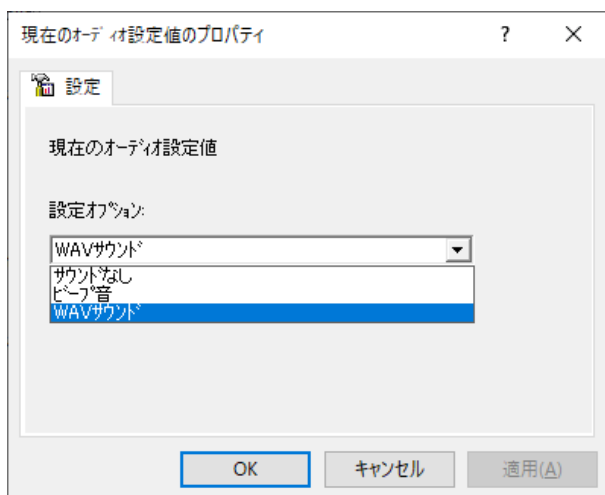 現在のｵｰﾃﾞｨｵ設定値のプロパティ ? ×
設定
現在のオーディオ設定値
設定ｵﾌﾟｼｮﾝ:
WAVｻｳﾝﾄﾞ
ｻｳﾝﾄﾞなし
ﾋﾞｰﾌﾟ音
WAVｻｳﾝﾄﾞ
OK キャンセル 適用(A)